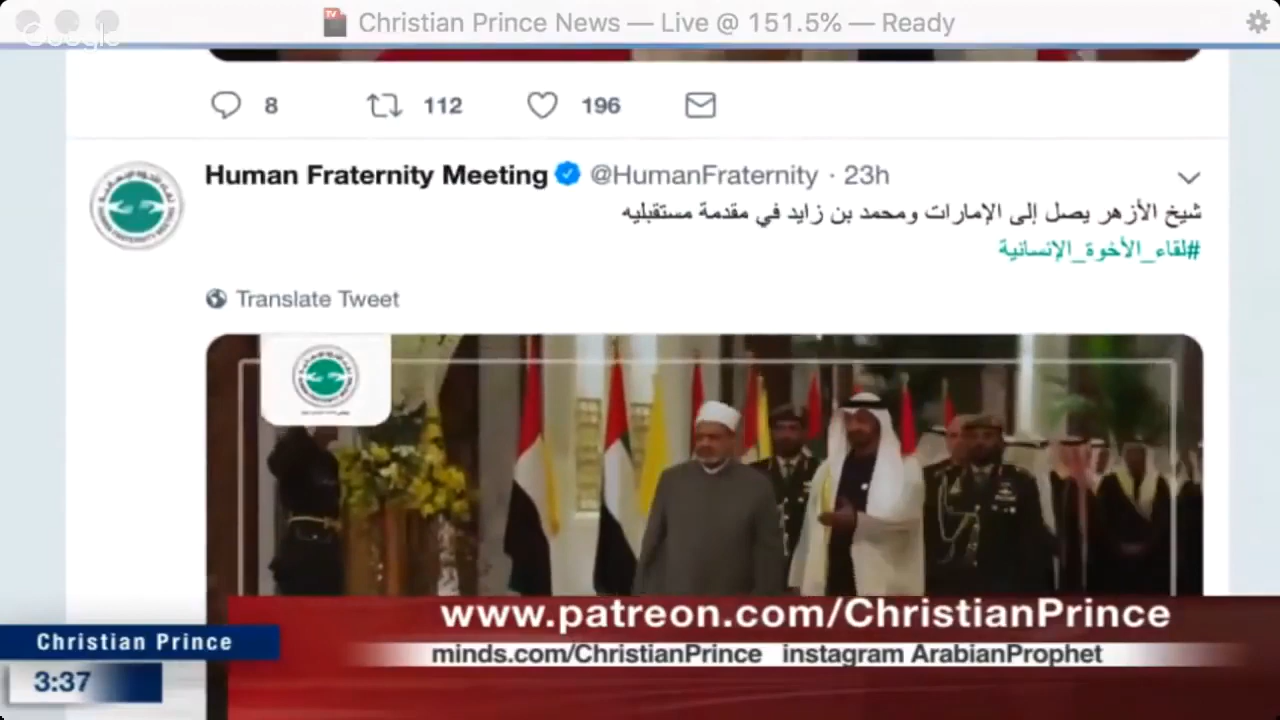 Christian Prince News — Live @ 151.5% — Ready
Google
8 112 196
Human Fraternity Meeting @HumanFraternity · 23h
شيخ الأزهر يصل إلى الإمارات ومحمد بن زايد في مقدمة مستقبليه
#لقاء_الأخوة_الإنسانية
Translate Tweet
www.patreon.com/ChristianPrince
Christian Prince
minds.com/ChristianPrince instagram ArabianProphet
3:37